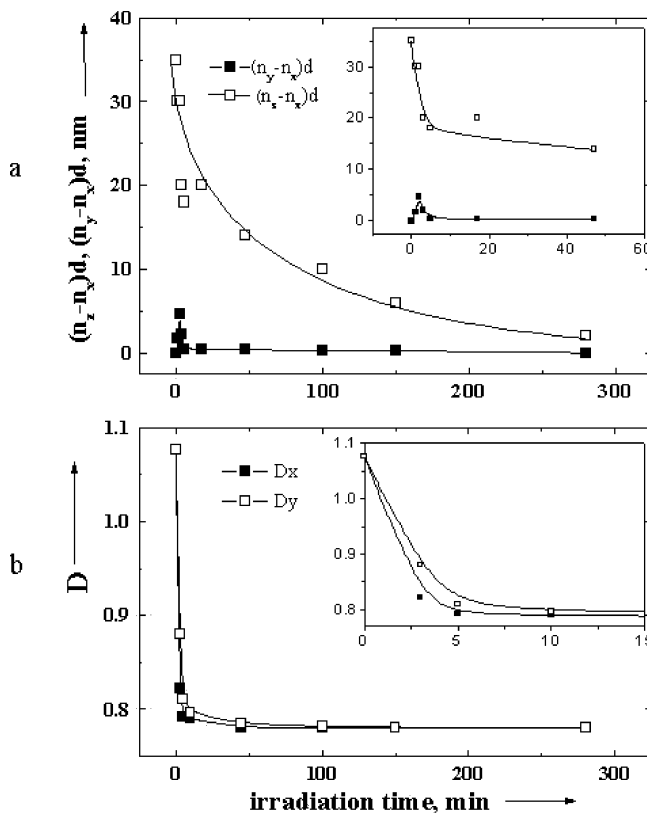 a
(n_z-n_x)d, (n_y-n_x)d, nm
40
35
30
20
10
0
(n_y-n_x)d
(n_z-n_x)d
0 100 200 300
30
20
10
0
0 20 40 60
b
D
1.1
1.0
0.9
0.8
Dx
Dy
0 100 200 300
1.1
1.0
0.9
0.8
0 5 10 15
irradiation time, min